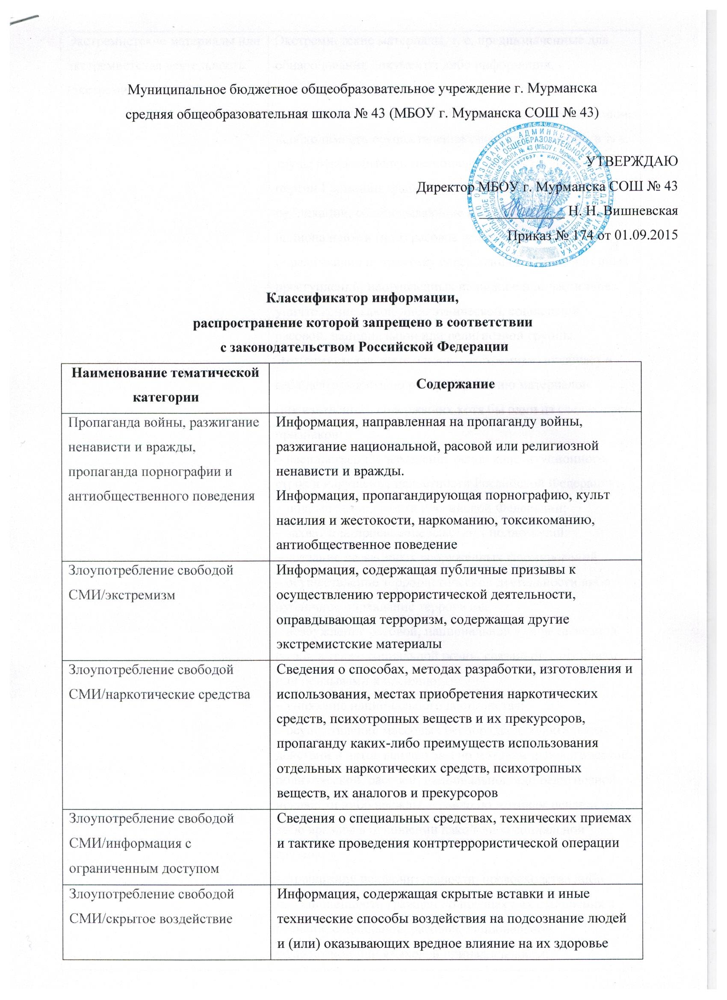 Муниципальное бюджетное общеобразовательное учреждение г. Мурманска
средняя общеобразовательная школа № 43 (МБОУ г. Мурманска СОШ № 43)
УТВЕРЖДАЮ
Директор МБОУ г. Мурманска СОШ № 43
Н. Н. Вишневская
Приказ № 174 от 01.09.2015
Классификатор информации,
распространение которой запрещено в соответствии
с законодательством Российской Федерации
Наименование тематической
категории
Содержание
Пропаганда войны, разжигание
ненависти и вражды,
пропаганда порнографии и
антиобщественного поведения
Информация, направленная на пропаганду войны,
разжигание национальной, расовой или религиозной
ненависти и вражды.
Информация, пропагандирующая порнографию, культ
насилия и жестокости, наркоманию, токсикоманию,
антиобщественное поведение
Злоупотребление свободой
СМИ/экстремизм
Информация, содержащая публичные призывы к
осуществлению террористической деятельности,
оправдывающая терроризм, содержащая другие
экстремистские материалы
Злоупотребление свободой
СМИ/наркотические средства
Сведения о способах, методах разработки, изготовления и
использования, местах приобретения наркотических
средств, психотропных веществ и их прекурсоров,
пропаганду каких-либо преимуществ использования
отдельных наркотических средств, психотропных
веществ, их аналогов и прекурсоров
Злоупотребление свободой
СМИ/информация с
ограниченным доступом
Сведения о специальных средствах, технических приемах
и тактике проведения контртеррористической операции
Злоупотребление свободой
СМИ/скрытое воздействие
Информация, содержащая скрытые вставки и иные
технические способы воздействия на подсознание людей
и (или) оказывающих вредное влияние на их здоровье
КОМИТЕТ ПО ОБРАЗОВАНИЮ АДМИНИСТРАЦИИ ГОРОДА МУРМАНСКА